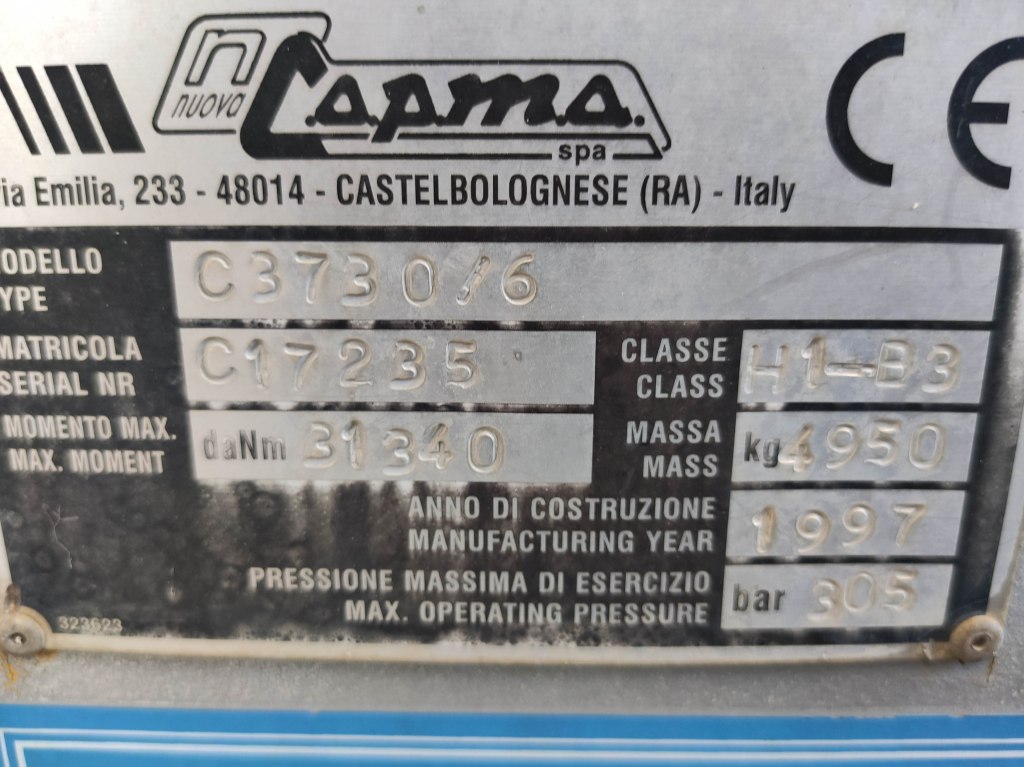 n
nuova
C.o.p.m.a.
spa
CE
ia Emilia, 233 - 48014 - CASTELBOLOGNESE (RA) - Italy
ODELLO
YPE
C3730/6
MATRICOLA
SERIAL NR
C17235
CLASSE
CLASS
H1-B3
MOMENTO MAX.
MAX. MOMENT
daNm 31340
MASSA
MASS
kg 4950
ANNO DI COSTRUZIONE
MANUFACTURING YEAR
1997
PRESSIONE MASSIMA DI ESERCIZIO
MAX. OPERATING PRESSURE
bar 305
323623